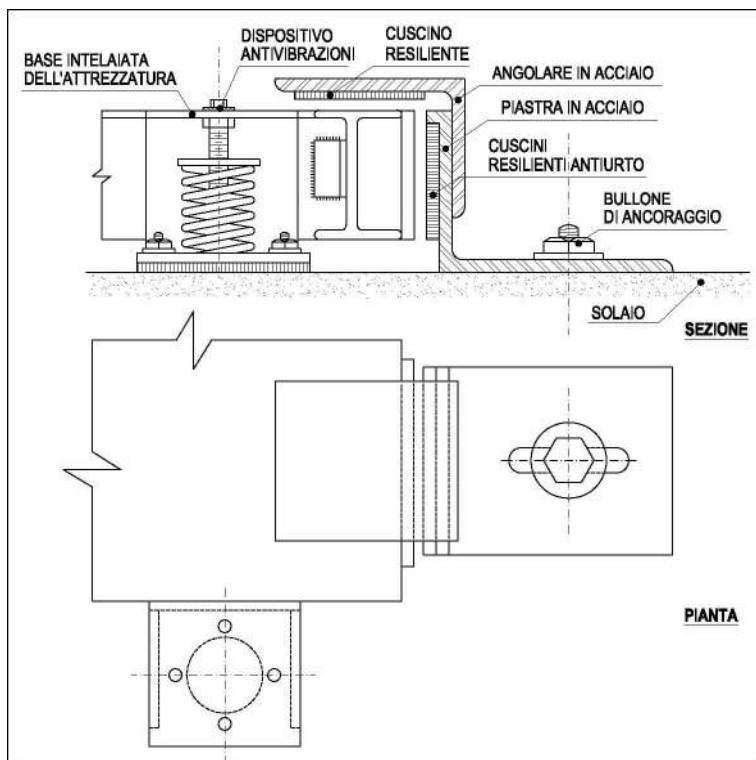 BASE INTELAIATA
DELL'ATTREZZATURA
DISPOSITIVO
ANTIVIBRAZIONI
CUSCINO
RESILIENTE
ANGOLARE IN ACCIAIO
PIASTRA IN ACCIAIO
CUSCINI
RESILIENTI ANTIURTO
BULLONE
DI ANCORAGGIO
SOLAIO
SEZIONE
PIANTA